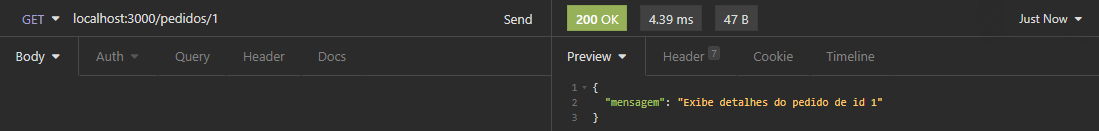 GET localhost:3000/pedidos/1 Send 200 OK 4.39 ms 47 B Just Now
Body Auth Query Header Docs Preview Header 7 Cookie Timeline
1 {
2 "mensagem": "Exibe detalhes do pedido de id 1"
3 }